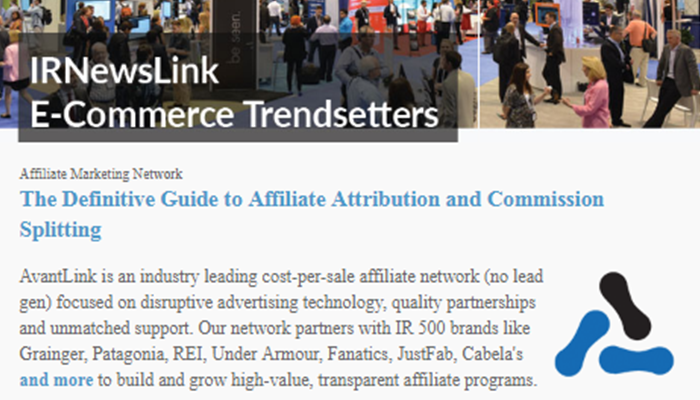 be seen.
IRNewsLink
E-Commerce Trendsetters
Affiliate Marketing Network
The Definitive Guide to Affiliate Attribution and Commission
Splitting
AvantLink is an industry leading cost-per-sale affiliate network (no lead
gen) focused on disruptive advertising technology, quality partnerships
and unmatched support. Our network partners with IR 500 brands like
Grainger, Patagonia, REI, Under Armour, Fanatics, JustFab, Cabela's
and more to build and grow high-value, transparent affiliate programs.